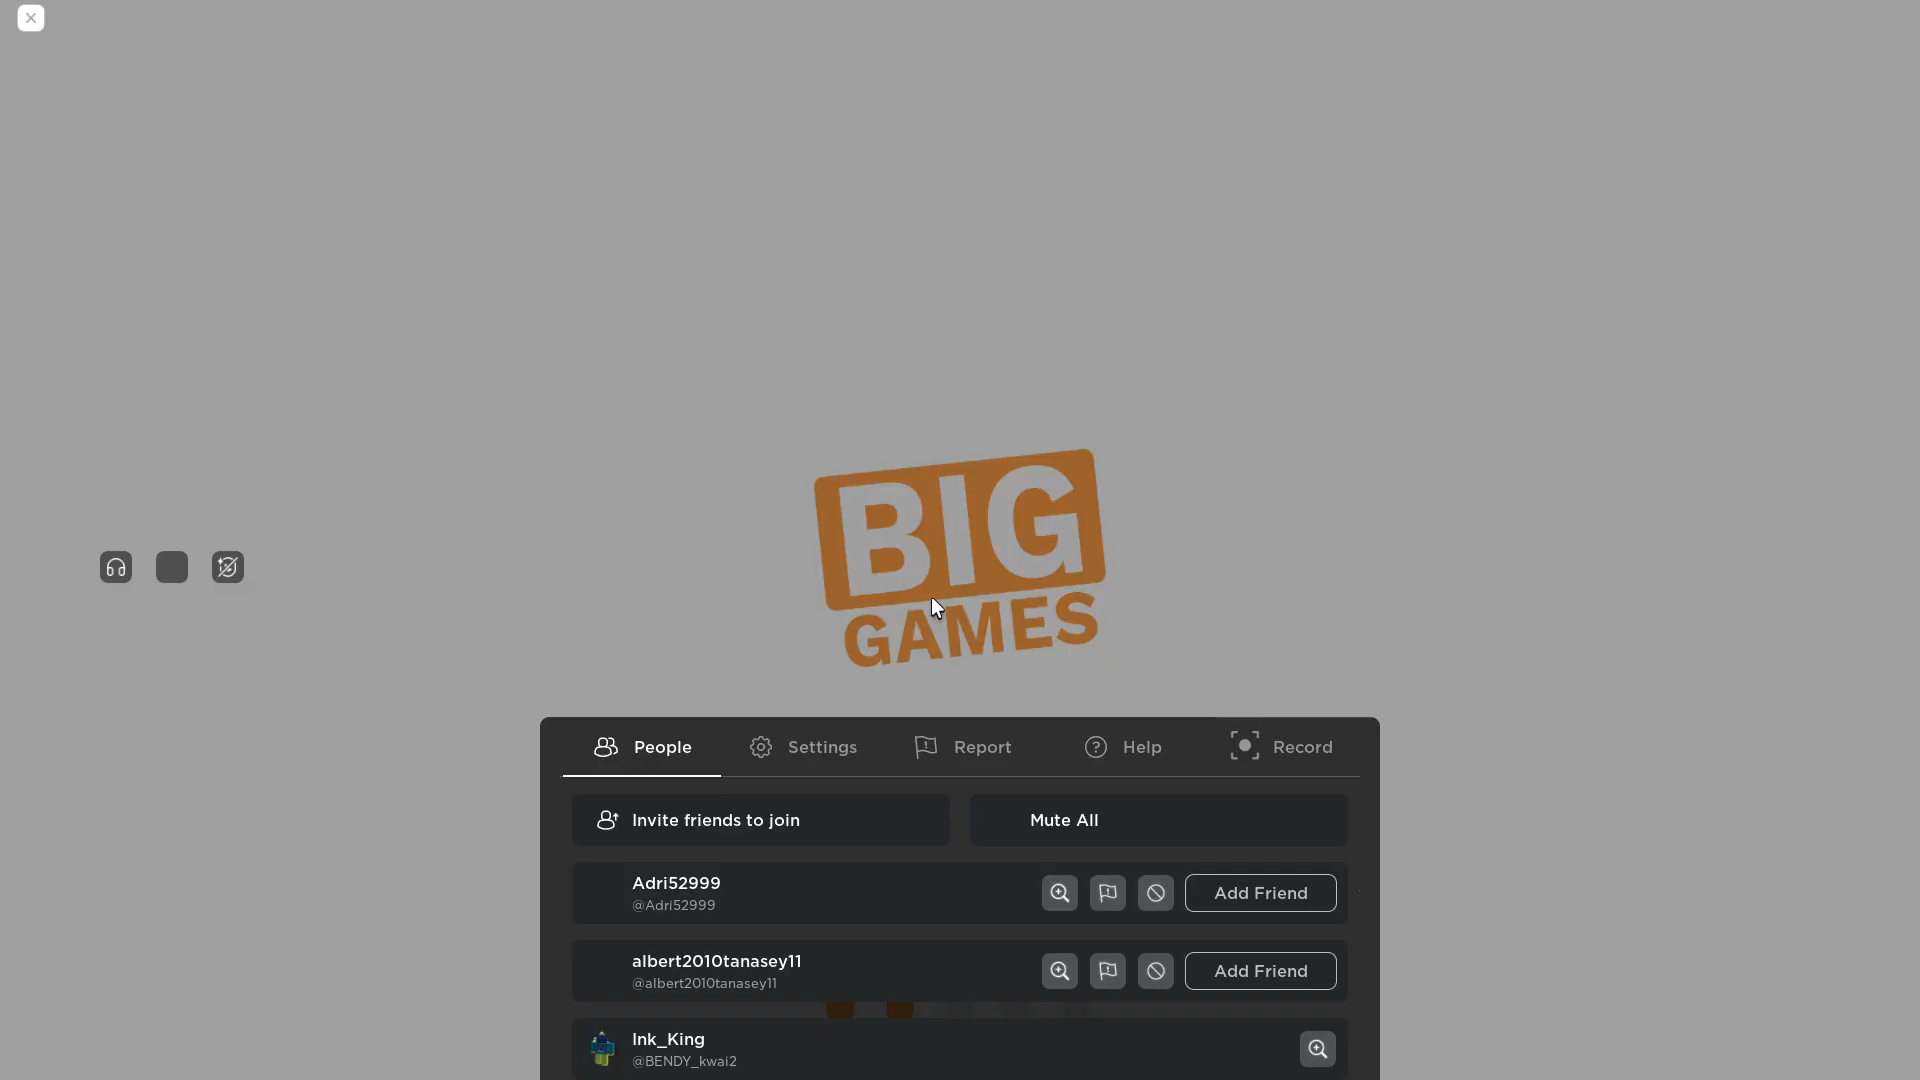 BIG
GAMES
People
Settings
Report
Help
Record
Invite friends to join
Mute All
Adri52999
@Adri52999
Add Friend
albert2010tanasey11
@albert2010tanasey11
Add Friend
Ink_King
@BENDY_kwai2